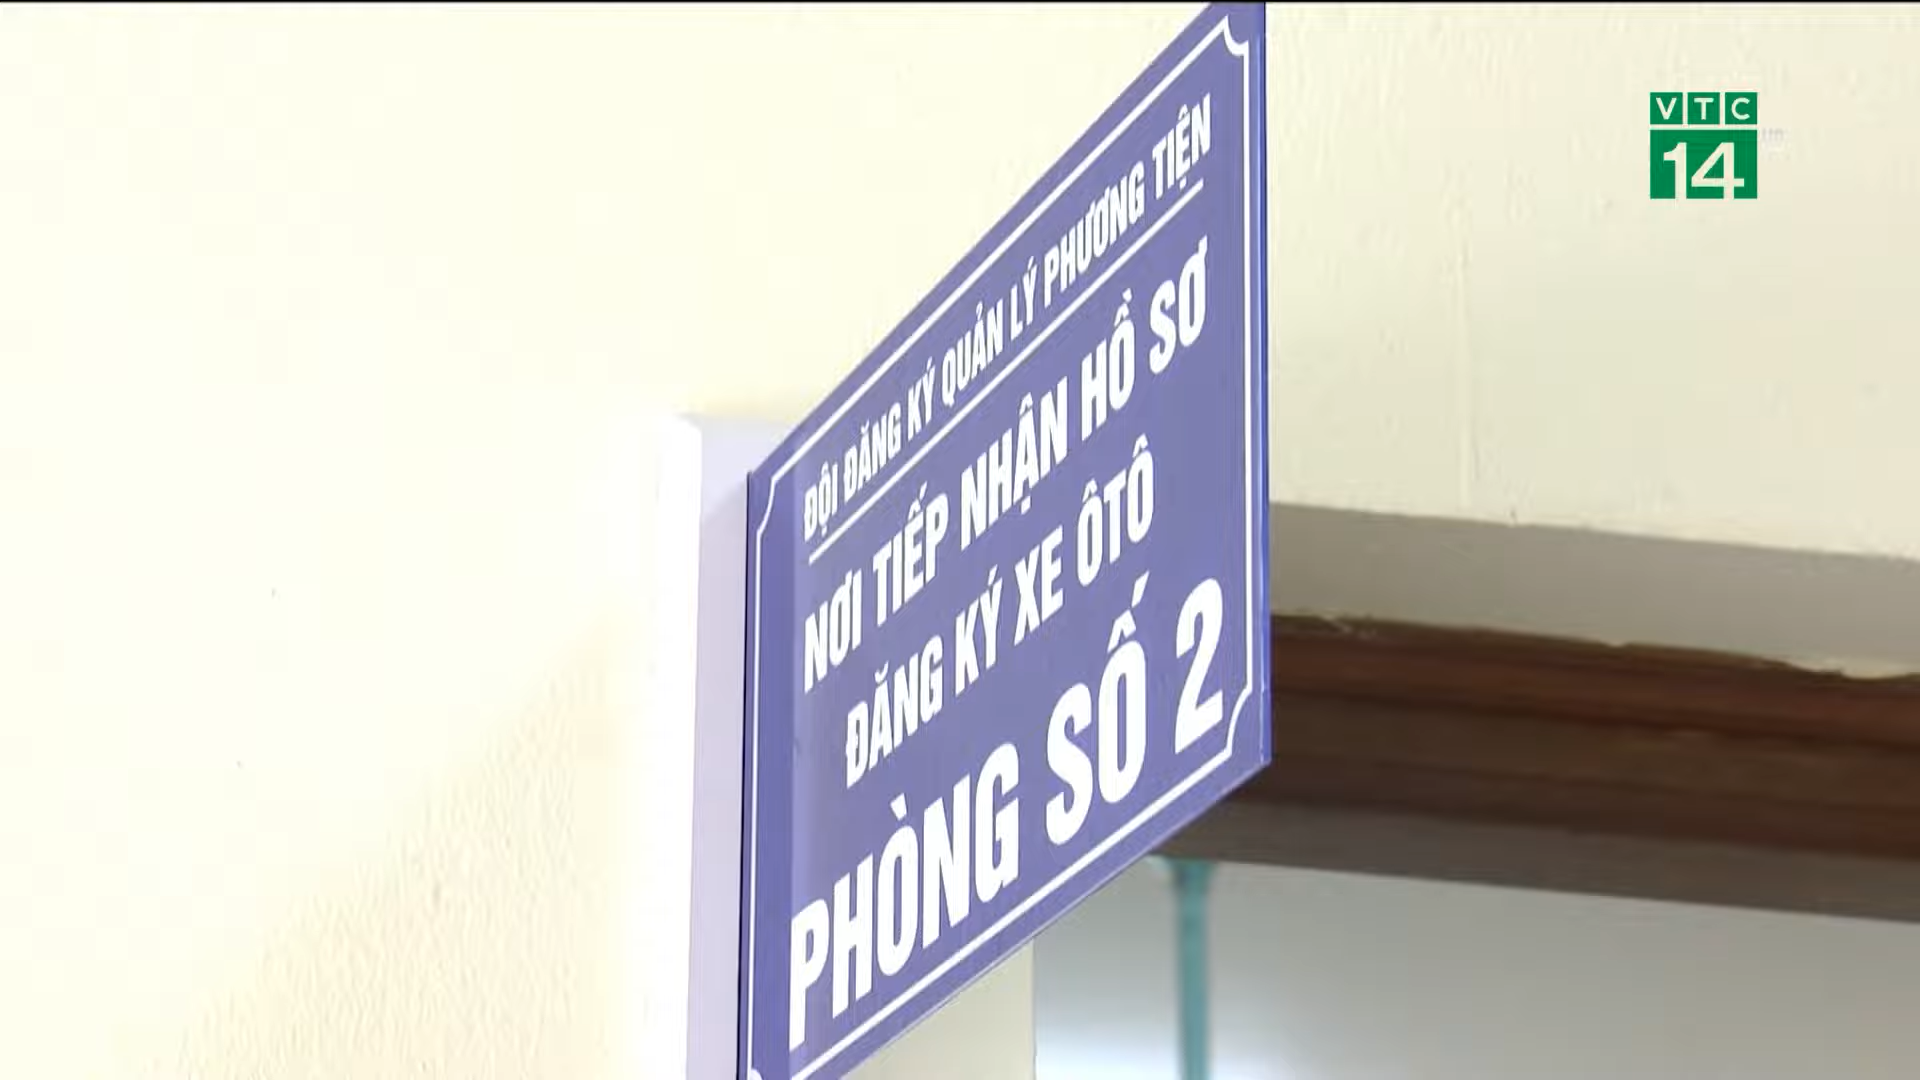 VTC
14
ĐỘI ĐĂNG KÝ QUẢN LÝ PHƯƠNG TIỆN
NƠI TIẾP NHẬN HỒ SƠ
ĐĂNG KÝ XE ÔTÔ
PHÒNG SỐ 2